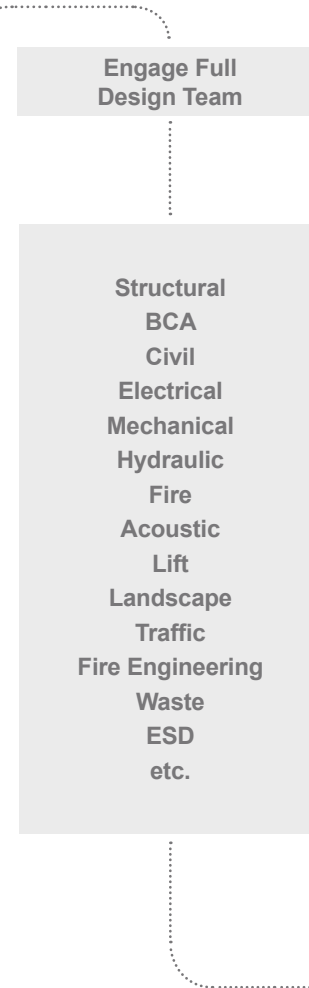 Engage Full
Design Team
Structural
BCA
Civil
Electrical
Mechanical
Hydraulic
Fire
Acoustic
Lift
Landscape
Traffic
Fire Engineering
Waste
ESD
etc.